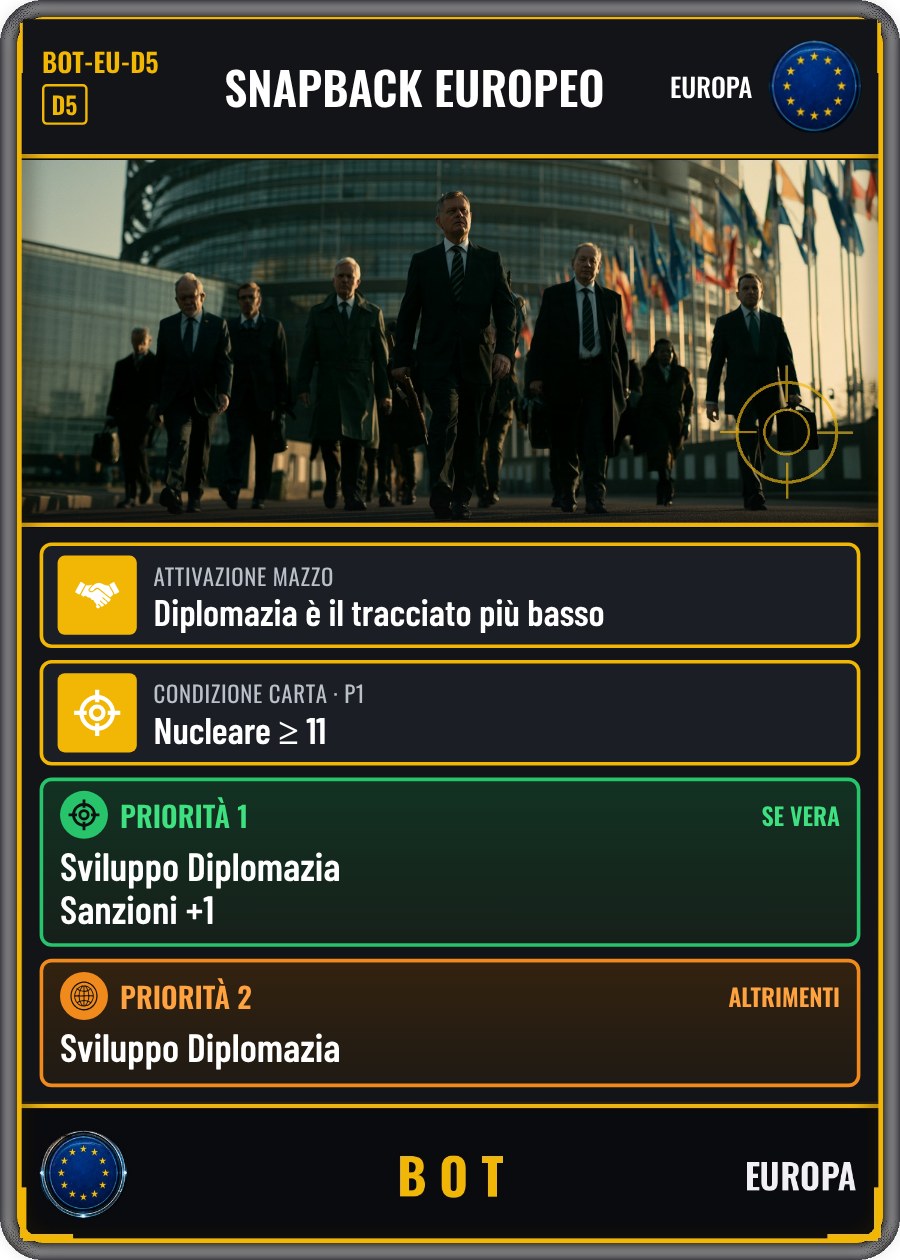 BOT-EU-D5
D5
SNAPBACK EUROPEO
EUROPA
ATTIVAZIONE MAZZO
Diplomazia è il tracciato più basso
CONDIZIONE CARTA · P1
Nucleare ≥ 11
PRIORITÀ 1
SE VERA
Sviluppo Diplomazia
Sanzioni +1
PRIORITÀ 2
ALTRIMENTI
Sviluppo Diplomazia
BOT
EUROPA